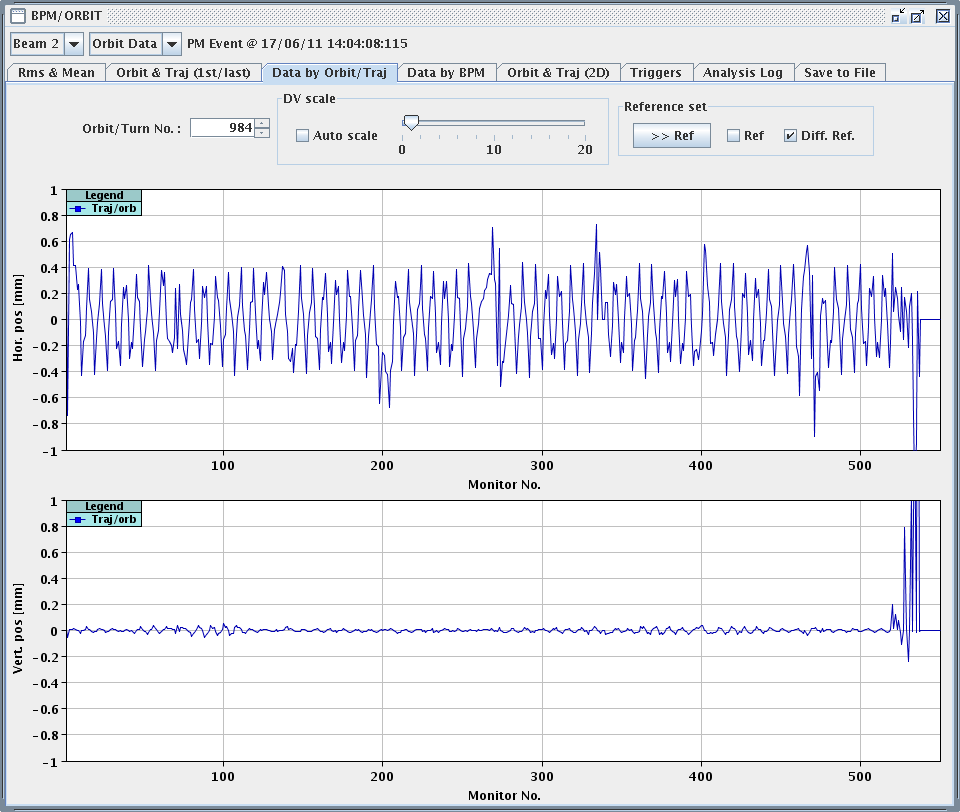 BPM/ORBIT
Beam 2 Orbit Data PM Event @ 17/06/11 14:04:08:115
Rms & Mean Orbit & Traj (1st/last) Data by Orbit/Traj Data by BPM Orbit & Traj (2D) Triggers Analysis Log Save to File
DV scale
Reference set
Orbit/Turn No. : 984 Auto scale >> Ref Ref Diff. Ref.
0 10 20
1
Legend
Traj/orb
0.8
0.6
0.4
0.2
0
-0.2
-0.4
-0.6
-0.8
-1
Hor. pos [mm]
100 200 300 400 500
Monitor No.
1
Legend
Traj/orb
0.8
0.6
0.4
0.2
0
-0.2
-0.4
-0.6
-0.8
-1
Vert. pos [mm]
100 200 300 400 500
Monitor No.